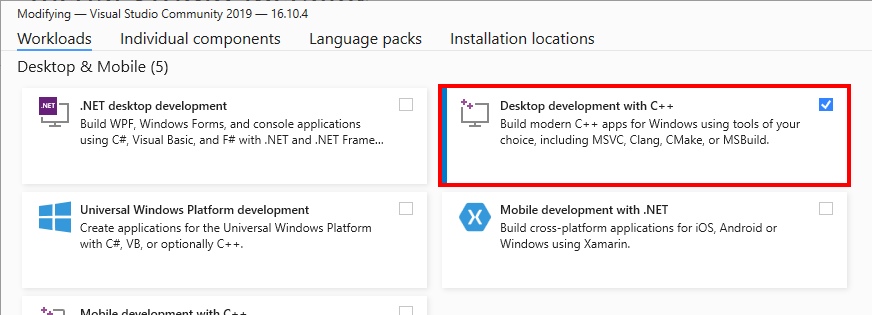 Modifying — Visual Studio Community 2019 — 16.10.4
Workloads Individual components Language packs Installation locations
Desktop & Mobile (5)
.NET
.NET desktop development
Build WPF, Windows Forms, and console applications
using C#, Visual Basic, and F# with .NET and .NET Frame...
Desktop development with C++
Build modern C++ apps for Windows using tools of your
choice, including MSVC, Clang, CMake, or MSBuild.
Universal Windows Platform development
Create applications for the Universal Windows Platform
with C#, VB, or optionally C++.
Mobile development with .NET
Build cross-platform applications for iOS, Android or
Windows using Xamarin.
Mobile development with C++